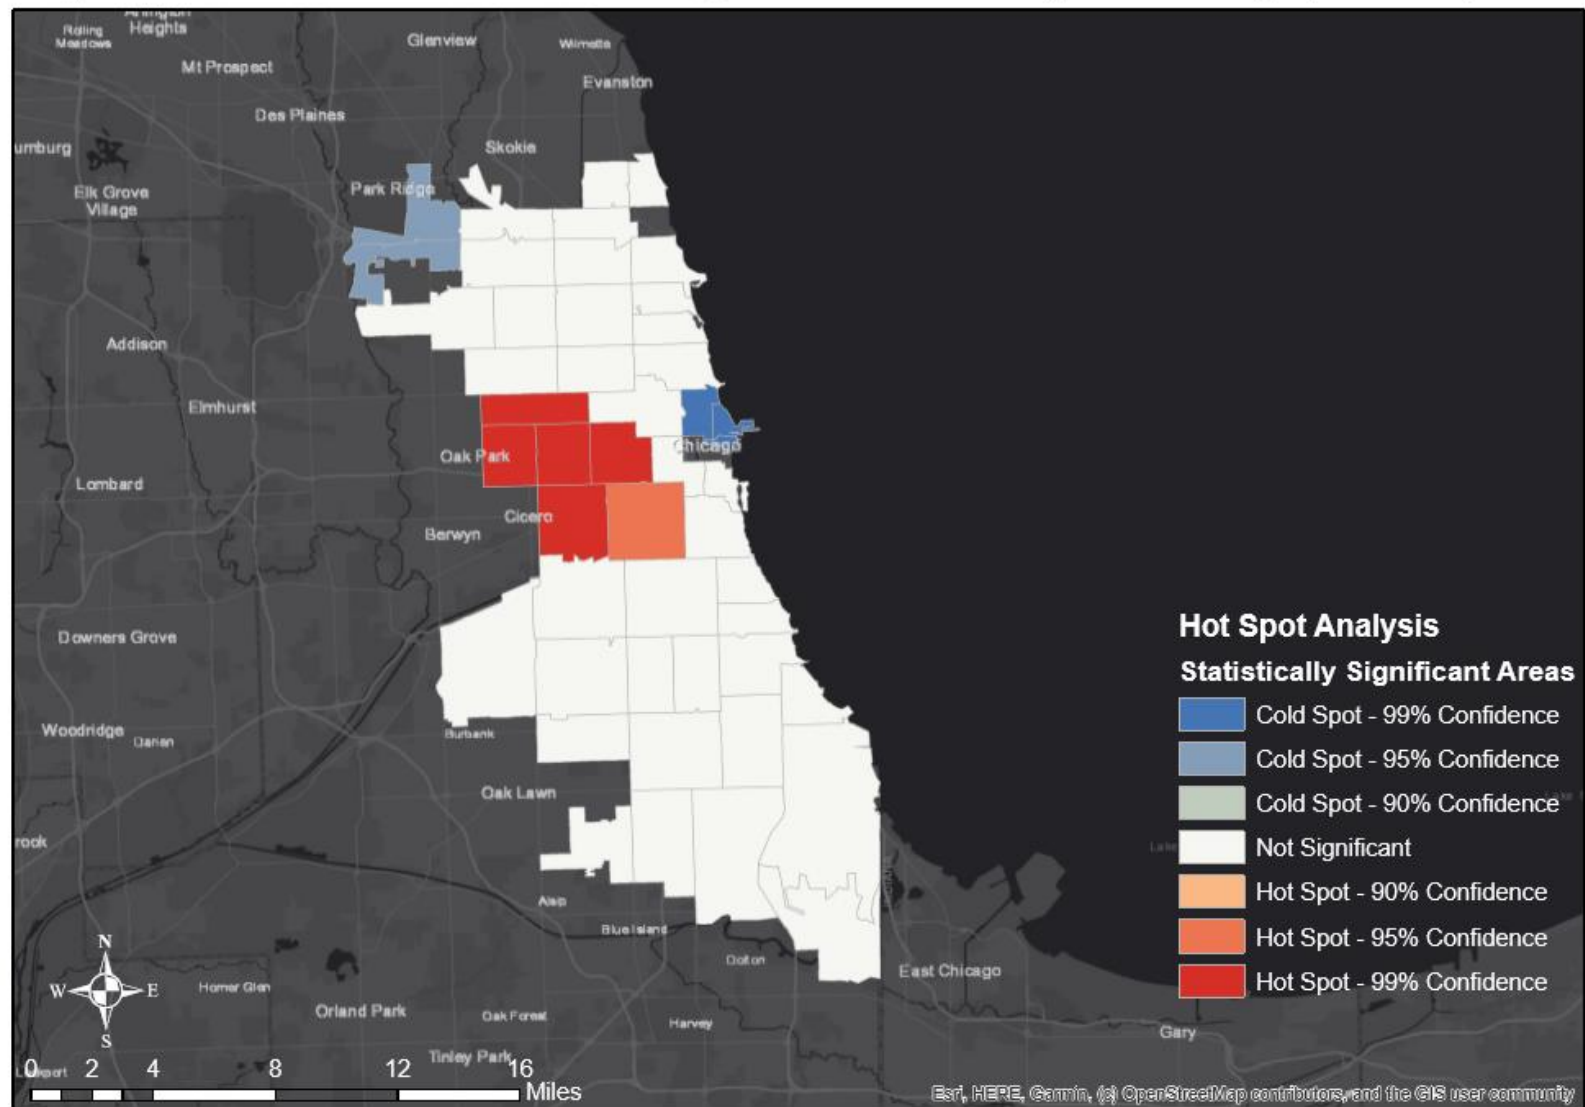 Arlington
Heights
Rolling
Meadows
Glenview
Wilmette
Mt Prospect
Evanston
Des Plaines
umburg
Skokie
Park Ridge
Elk Grove
Village
Addison
Elmhurst
Chicago
Oak Park
Lombard
Cicero
Berwyn
Downers Grove
Woodridge
Darien
Burbank
Oak Lawn
rook
Alsip
Blue Island
Dolton
East Chicago
Homer Glen
Orland Park
Oak Forest
Harvey
Gary
Tinley Park
Hot Spot Analysis
Statistically Significant Areas
Cold Spot - 99% Confidence
Cold Spot - 95% Confidence
Cold Spot - 90% Confidence
Not Significant
Hot Spot - 90% Confidence
Hot Spot - 95% Confidence
Hot Spot - 99% Confidence
Lake
Lake
N
W E
S
0 2 4 8 12 16
Miles
Esri, HERE, Garmin, (c) OpenStreetMap contributors, and the GIS user community